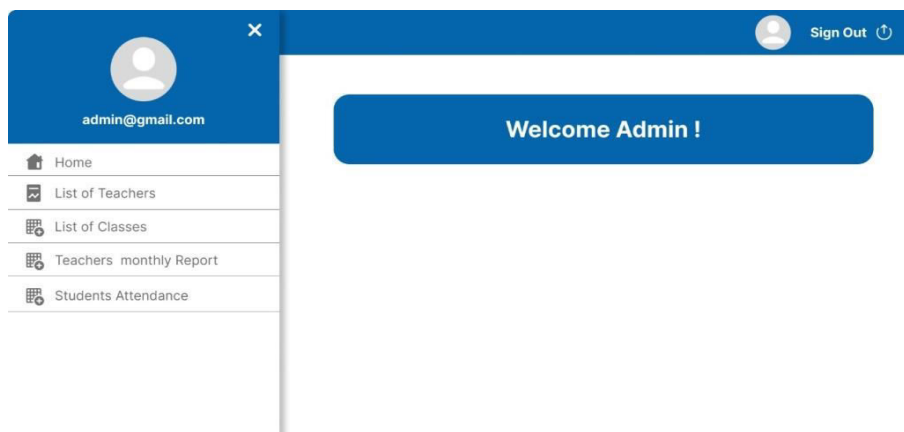 Sign Out
admin@gmail.com
Welcome Admin !
Home
List of Teachers
List of Classes
Teachers monthly Report
Students Attendance